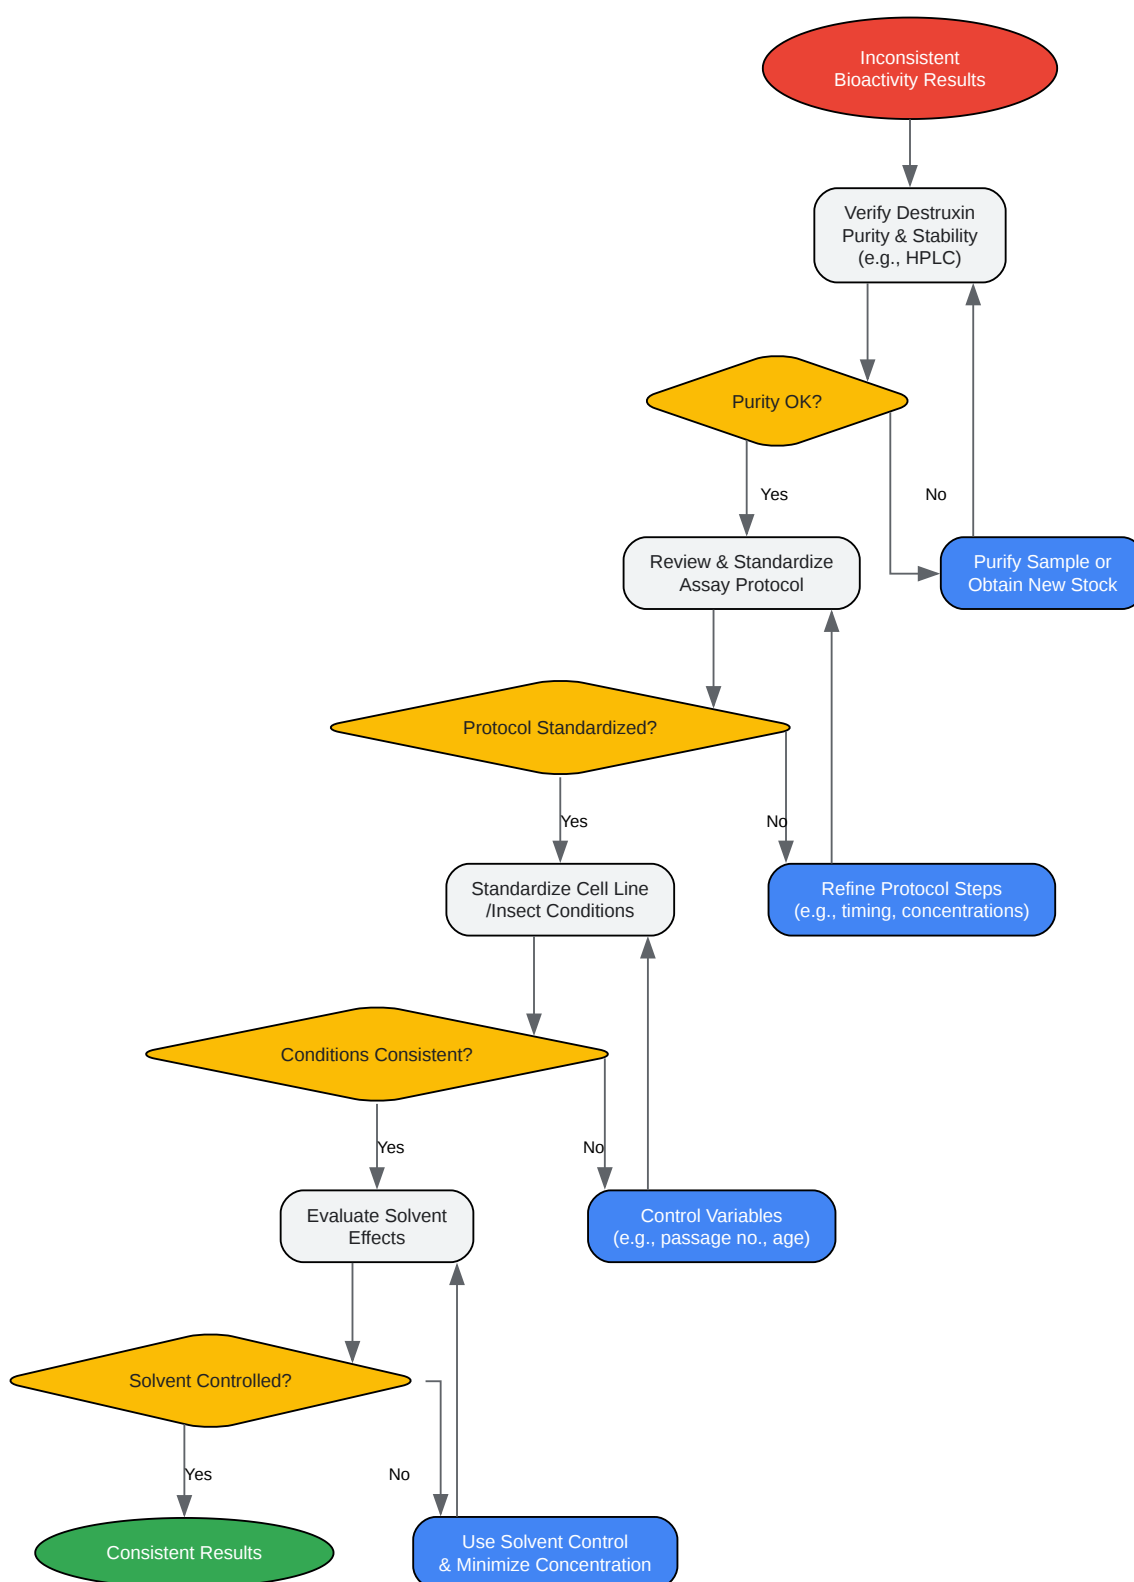 Inconsistent
Bioactivity Results
Verify Destruxin
Purity & Stability
(e.g., HPLC)
Purity OK?
Yes
No
Review & Standardize
Assay Protocol
Purify Sample or
Obtain New Stock
Protocol Standardized?
Yes
No
Standardize Cell Line
/Insect Conditions
Refine Protocol Steps
(e.g., timing, concentrations)
Conditions Consistent?
Yes
No
Evaluate Solvent
Effects
Control Variables
(e.g., passage no., age)
Solvent Controlled?
Yes
No
Consistent Results
Use Solvent Control
& Minimize Concentration